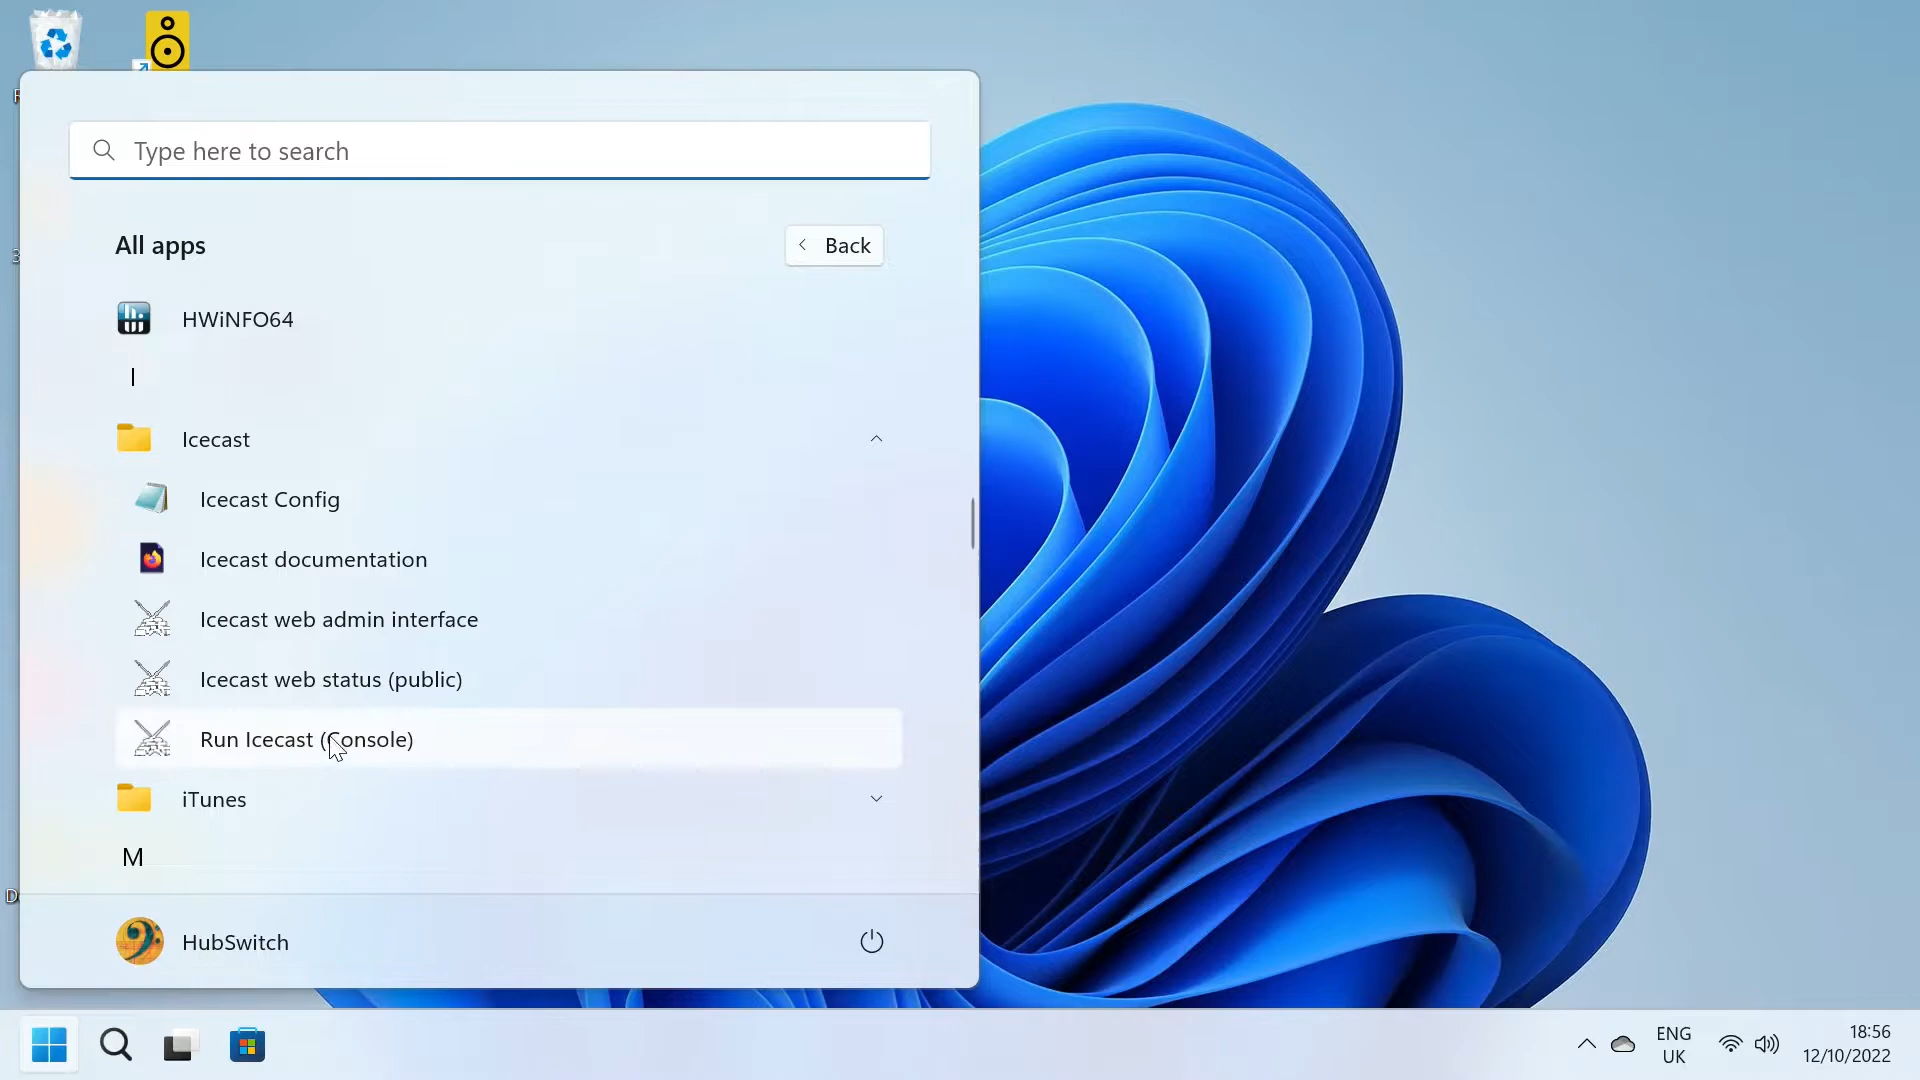 Type here to search
All apps
Back
HWiNFO64
I
Icecast
Icecast Config
Icecast documentation
Icecast web admin interface
Icecast web status (public)
Run Icecast (Console)
iTunes
M
HubSwitch
ENG
UK
18:56
12/10/2022